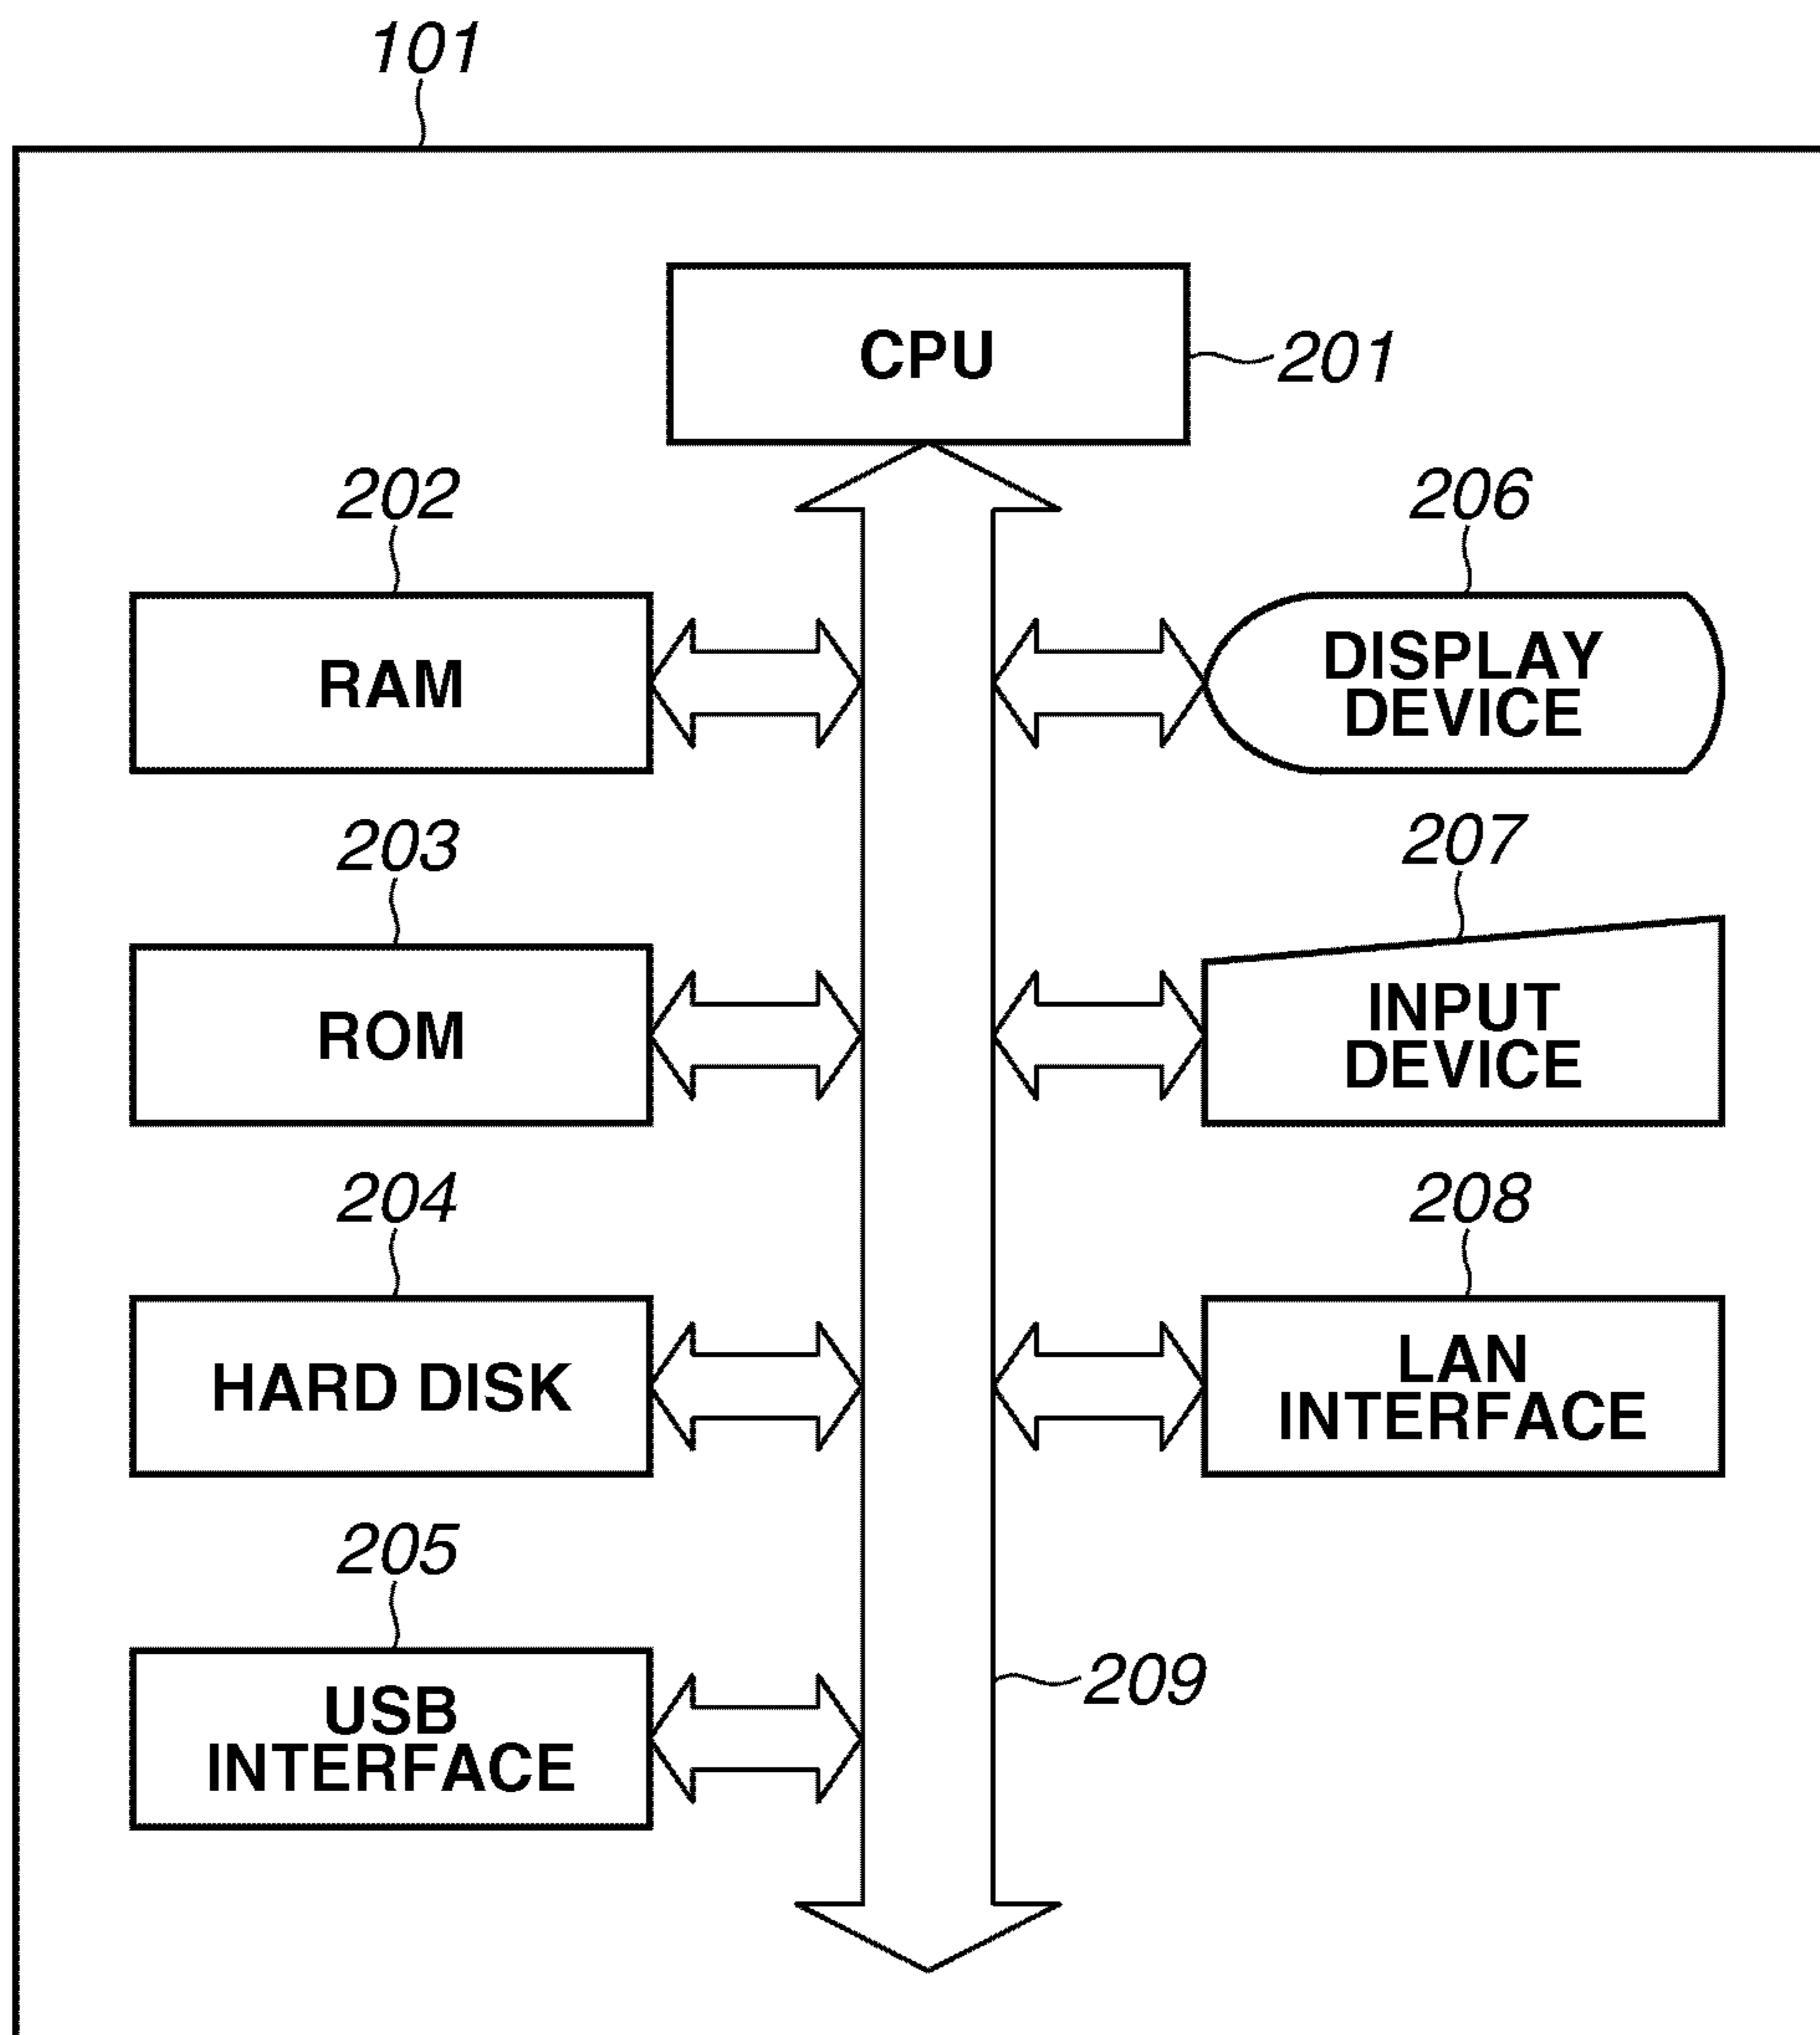 101
CPU
201
202
206
RAM
DISPLAY
DEVICE
203
207
ROM
INPUT
DEVICE
204
208
HARD DISK
LAN
INTERFACE
205
USB
INTERFACE
209